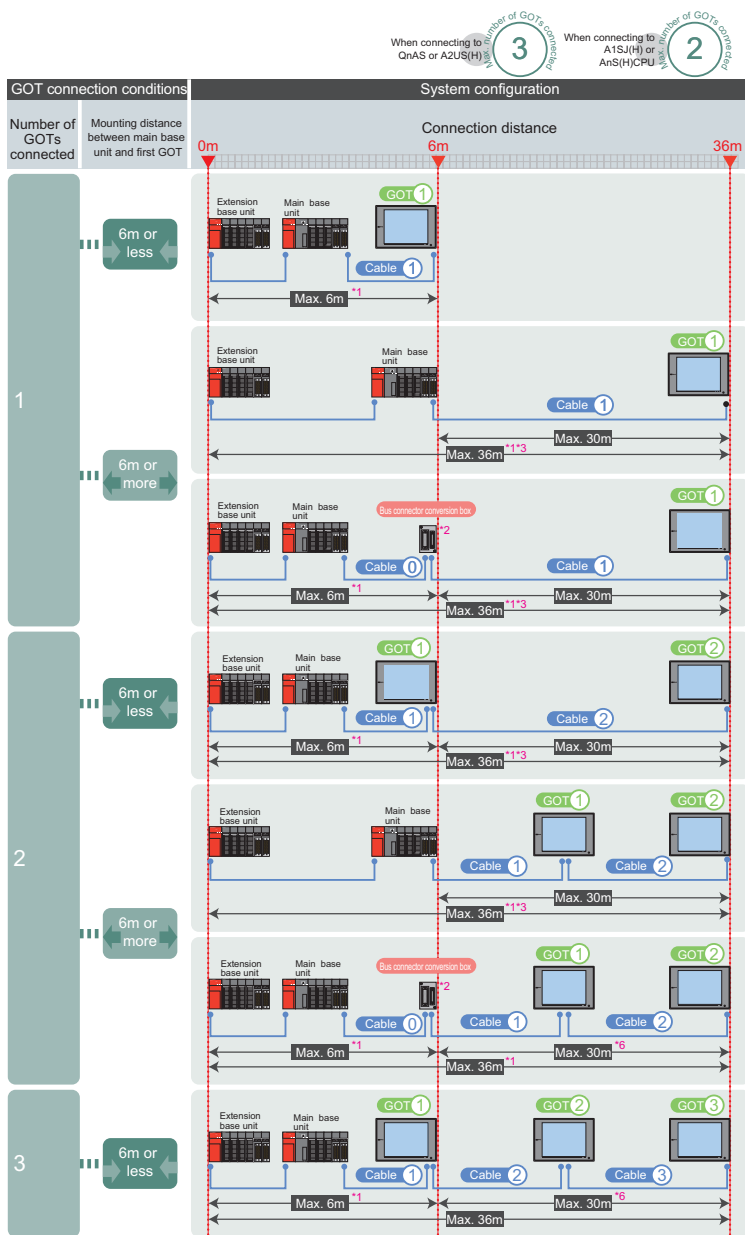 When connecting to
QnAS or A2US(H)
Max. number of GOTs connected
3
When connecting to
A1SJ(H) or
AnS(H)CPU
Max. number of GOTs connected
2
GOT connection conditions
System configuration
Number of
GOTs
connected
Mounting distance
between main base
unit and first GOT
Connection distance
0m
6m
36m
1
6m or
less
Extension
base unit
Main base
unit
GOT 1
Cable 1
Max. 6m *1
6m or
more
Extension
base unit
Main base
unit
GOT 1
Cable 1
Max. 30m
Max. 36m *1*3
Extension
base unit
Main base
unit
Bus connector conversion box
*2
GOT 1
Cable 0
Cable 1
Max. 6m *1
Max. 30m
Max. 36m *1*3
2
6m or
less
Extension
base unit
Main base
unit
GOT 1
GOT 2
Cable 1
Cable 2
Max. 6m *1
Max. 30m
Max. 36m *1*3
6m or
more
Extension
base unit
Main base
unit
GOT 1
GOT 2
Cable 1
Cable 2
Max. 30m
Max. 36m *1*3
Extension
base unit
Main base
unit
Bus connector conversion box
*2
GOT 1
GOT 2
Cable 0
Cable 1
Cable 2
Max. 6m *1
Max. 30m *6
Max. 36m *1
3
6m or
less
Extension
base unit
Main base
unit
GOT 1
GOT 2
GOT 3
Cable 1
Cable 2
Cable 3
Max. 6m *1
Max. 30m *6
Max. 36m